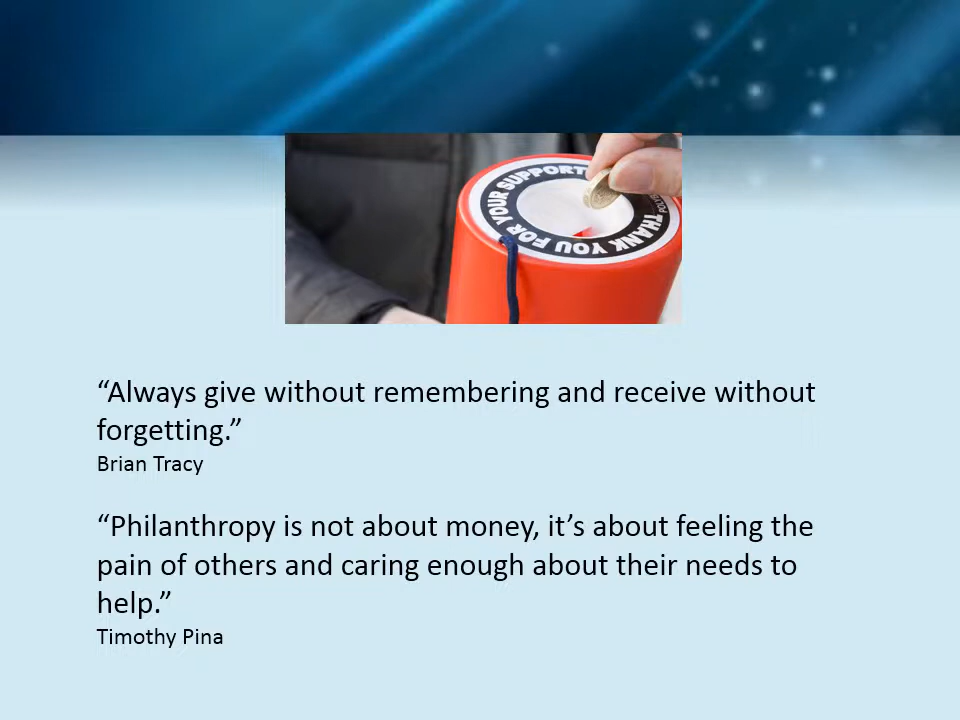 THANK YOU FOR YOUR SUPPORT
“Always give without remembering and receive without
forgetting.”
Brian Tracy
“Philanthropy is not about money, it’s about feeling the
pain of others and caring enough about their needs to
help.”
Timothy Pina